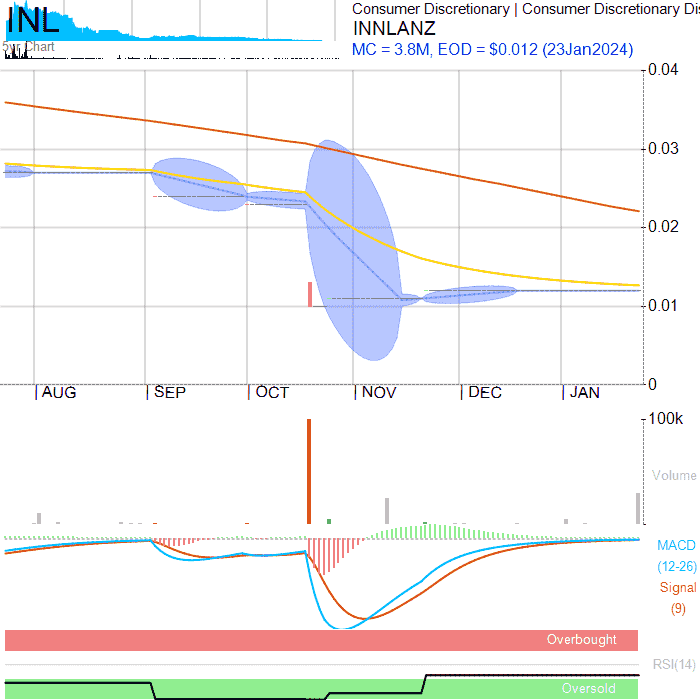 INL
5yr Chart
Consumer Discretionary | Consumer Discretionary Dis
INNLANZ
MC = 3.8M, EOD = $0.012 (23Jan2024)
0.04
0.03
0.02
0.01
0
|AUG |SEP |OCT |NOV |DEC |JAN
100k
Volume
MACD
(12-26)
Signal
(9)
Overbought
RSI(14)
Oversold